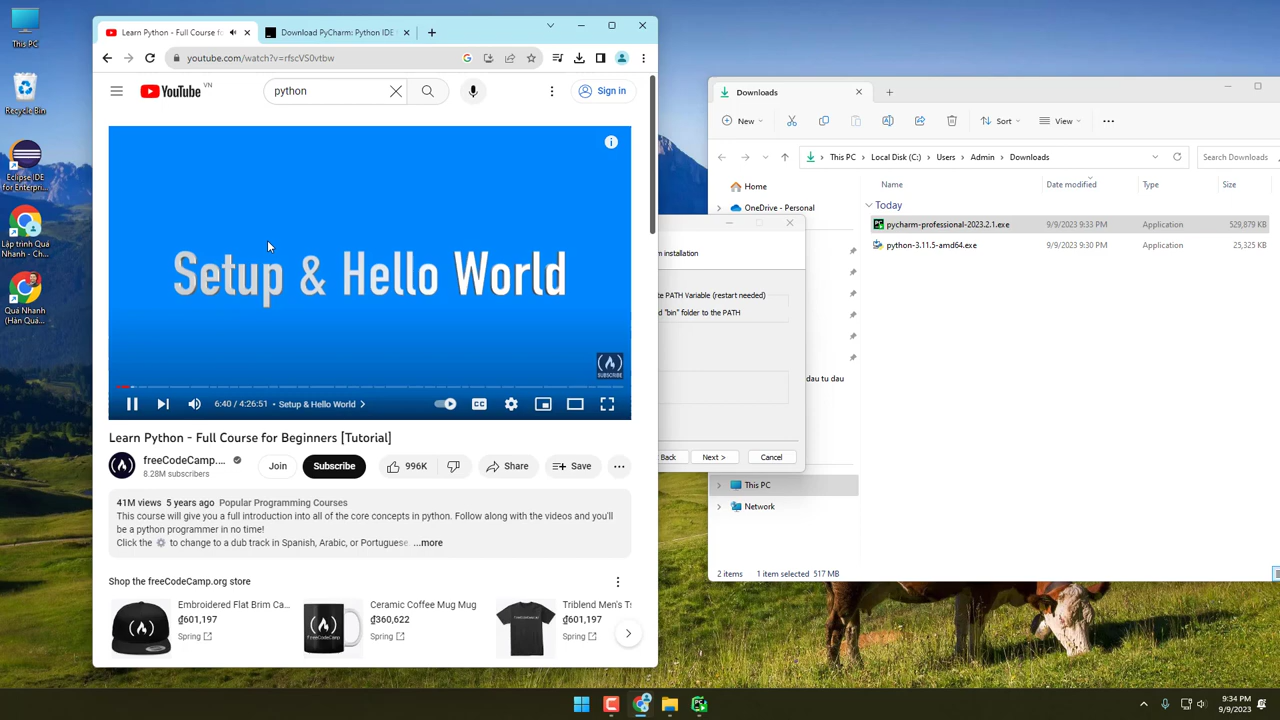 This PC
Recycle Bin
Eclipse IDE
for Enterpri...
Lập trình Quá
Nhanh - Ch...
Quá Nhanh
(Hàn Quá...
Learn Python - Full Course fo
Download PyCharm: Python IDE f
youtube.com/watch?v=rfscVS0vtbw
YouTube VN
python
Sign in
Setup & Hello World
SUBSCRIBE
6:40 / 4:26:51 • Setup & Hello World
Learn Python - Full Course for Beginners [Tutorial]
freeCodeCamp....
8.28M subscribers
Join
Subscribe
996K
Share
Save
41M views 5 years ago Popular Programming Courses
This course will give you a full introduction into all of the core concepts in python. Follow along with the videos and you'll
be a python programmer in no time!
Click the to change to a dub track in Spanish, Arabic, or Portuguese. ...more
Shop the freeCodeCamp.org store
Embroidered Flat Brim Ca...
₫601,197
Spring
FreeCodeCamp
Ceramic Coffee Mug Mug
₫360,622
Spring
Triblend Men's Ts
₫601,197
Spring
Downloads
New
Sort
View
This PC
Local Disk (C:)
Users
Admin
Downloads
Search Downloads
Home
OneDrive - Personal
Name
Date modified
Type
Size
Today
pycharm-professional-2023.2.1.exe 9/9/2023 9:33 PM Application 529,879 KB
python-3.11.5-amd64.exe 9/9/2023 9:30 PM Application 25,325 KB
m installation
te PATH Variable (restart needed)
d "bin" folder to the PATH
dau tu dau
Back
Next >
Cancel
This PC
Network
2 items
1 item selected 517 MB
9:34 PM
9/9/2023